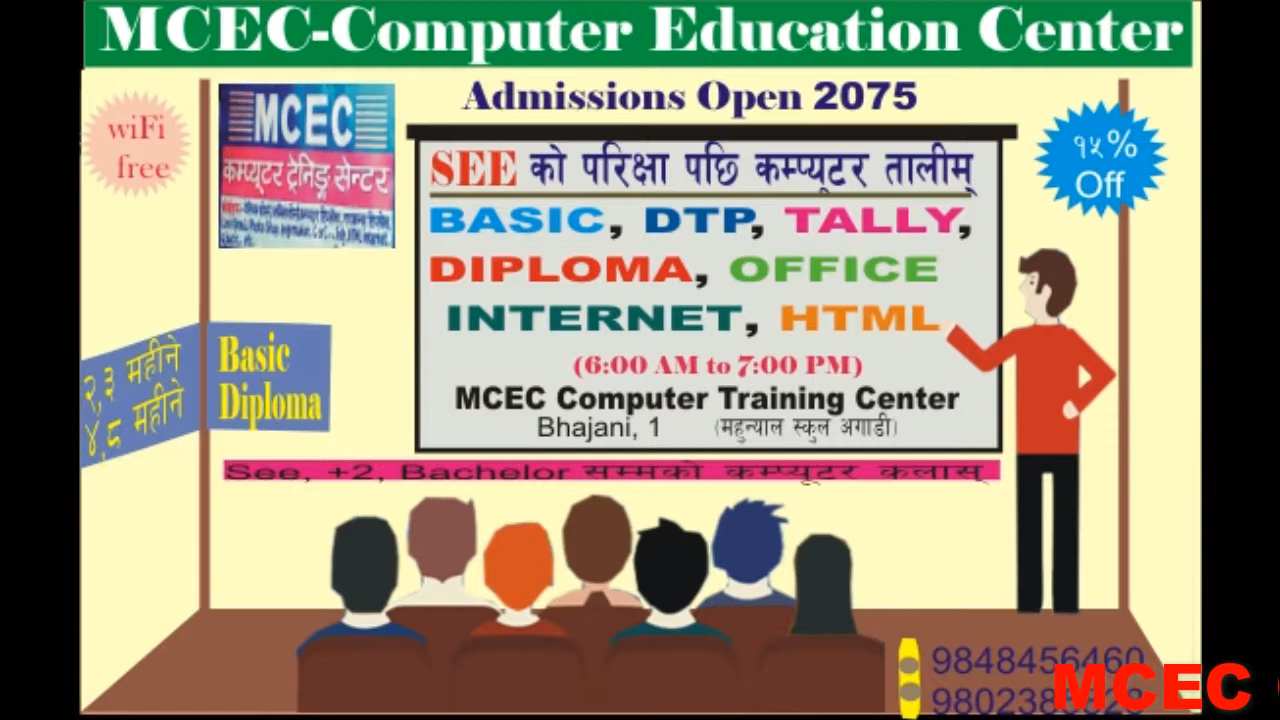 MCEC-Computer Education Center
Admissions Open 2075
wiFi
free
MCEC
कम्प्यूटर ट्रेनिङ्ग सेन्टर
१५%
Off
SEE को परिक्षा पछि कम्प्यूटर तालीम्
BASIC, DTP, TALLY,
DIPLOMA, OFFICE
INTERNET, HTML
(6:00 AM to 7:00 PM)
MCEC Computer Training Center
Bhajani, 1 (महुन्याल स्कुल अगाडी)
२,३ महीने
४,८ महीने
Basic
Diploma
See, +2, Bachelor सम्मको कम्प्यूटर कलास्
9848456460
MCEC